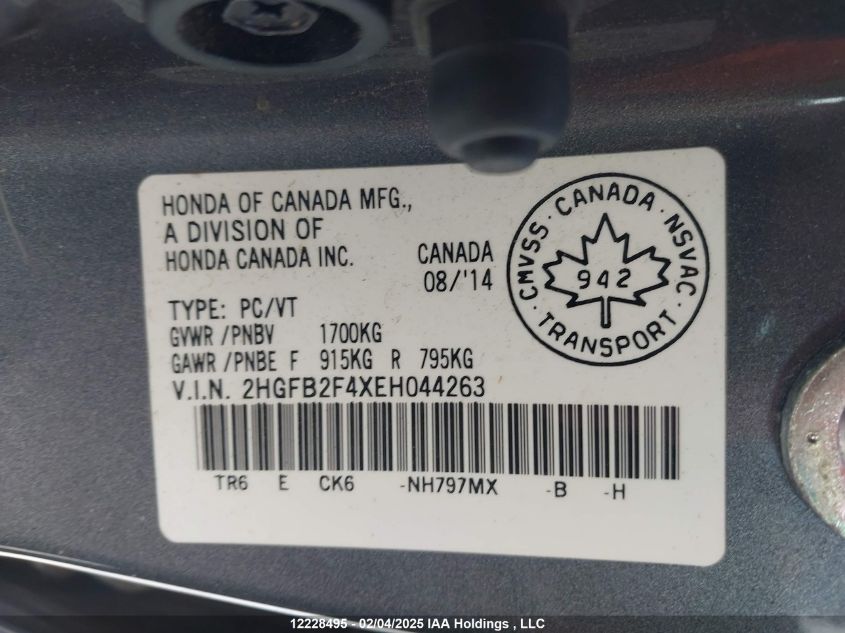 HONDA OF CANADA MFG.,
A DIVISION OF
HONDA CANADA INC.
CANADA
08/'14
CMVSS · CANADA · NSVAC
942
· TRANSPORT ·
TYPE: PC/VT
GVWR /PNBV 1700KG
GAWR /PNBE F 915KG R 795KG
V.I.N. 2HGFB2F4XEH044263
TR6 E CK6 -NH797MX -B -H
12228495 - 02/04/2025 IAA Holdings , LLC